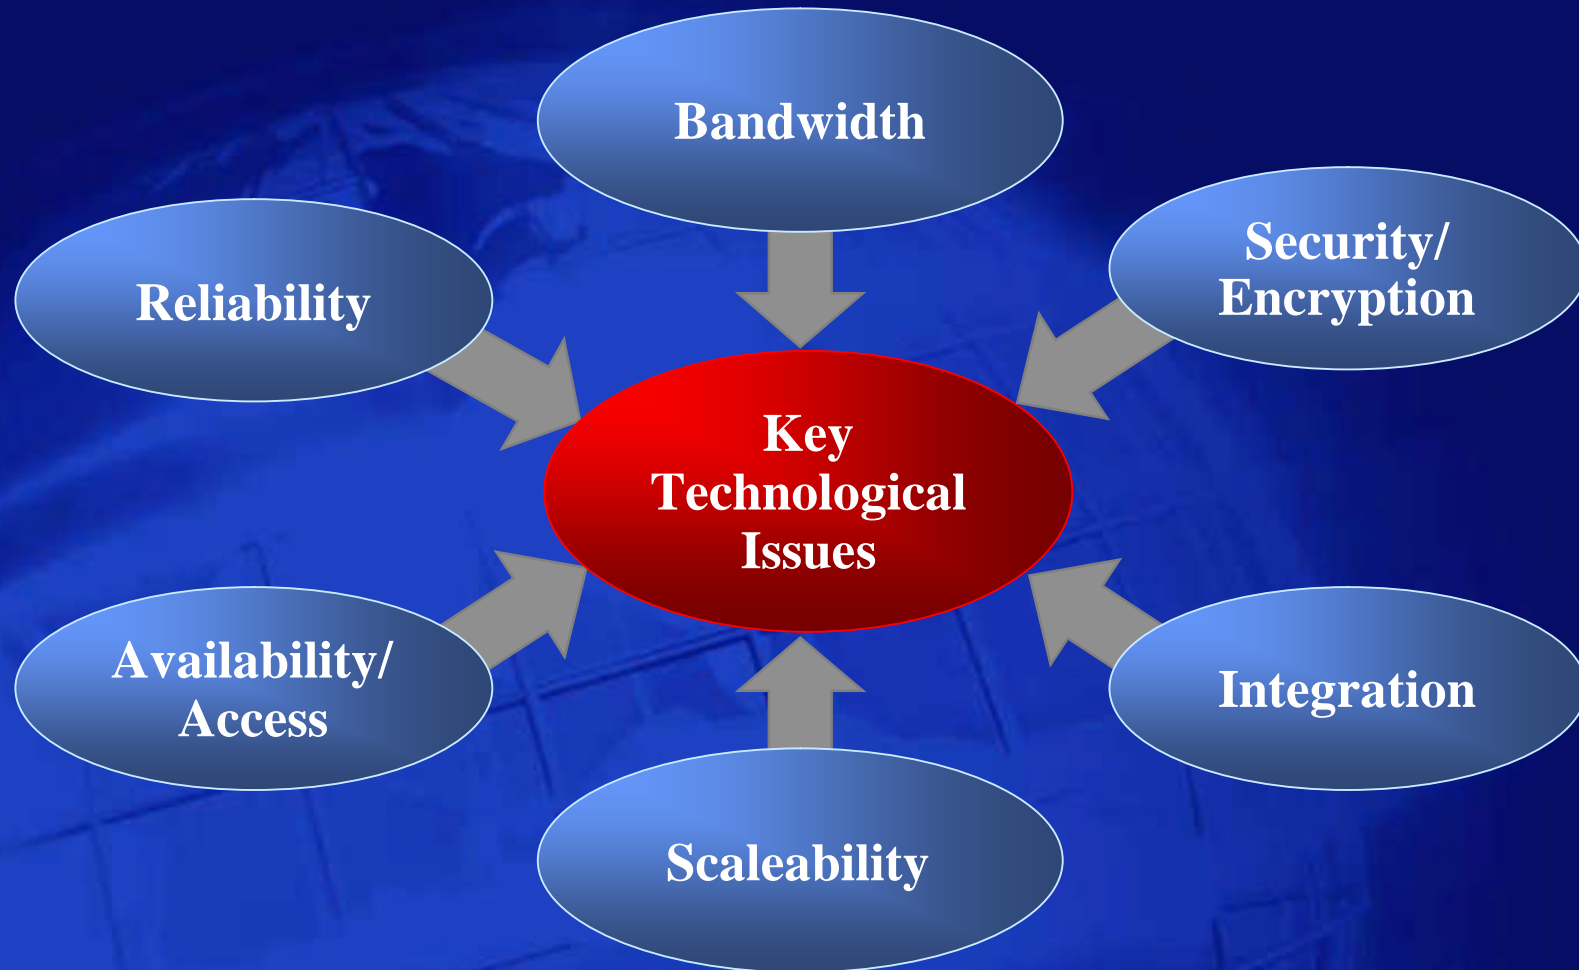 Bandwidth
Security/
Encryption
Reliability
Key
Technological
Issues
Availability/
Access
Integration
Scaleability